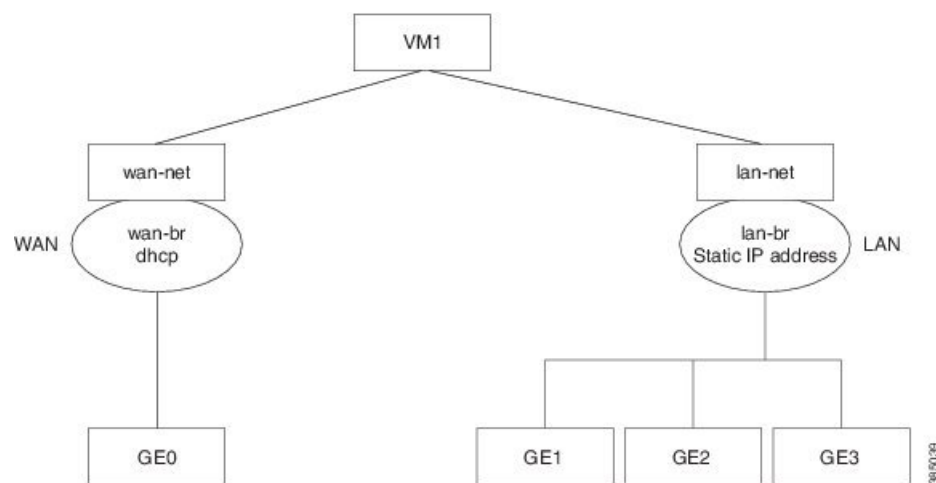 VM1
wan-net
lan-net
WAN
wan-br
dhcp
lan-br
Static IP address
LAN
GE0
GE1
GE2
GE3
385039